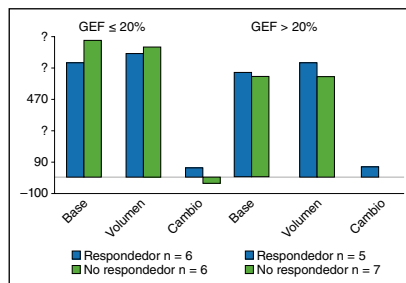 GEF ≤ 20%
GEF > 20%
?
?
470
?
90
–100
Base
Volumen
Cambio
Base
Volumen
Cambio
Respondedor n = 6
Respondedor n = 5
No respondedor n = 6
No respondedor n = 7